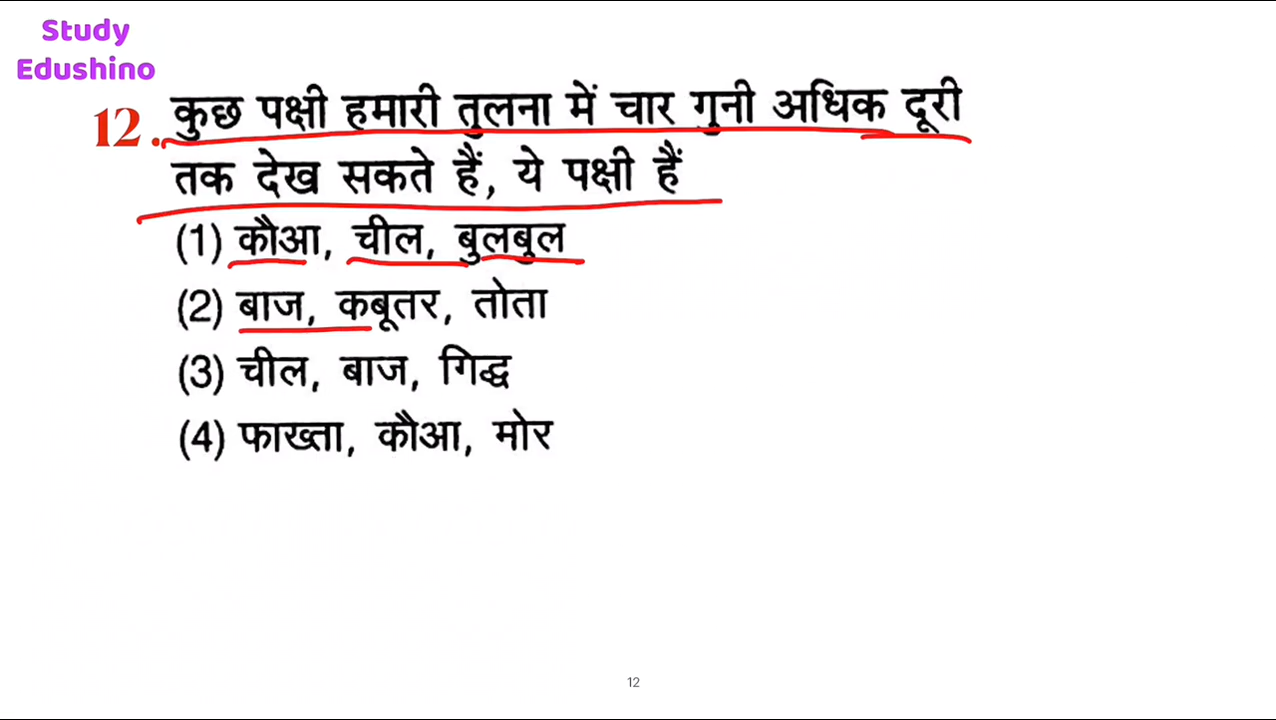 Study
Edushino
12. कुछ पक्षी हमारी तुलना में चार गुनी अधिक दूरी
तक देख सकते हैं, ये पक्षी हैं
(1) कौआ, चील, बुलबुल
(2) बाज, कबूतर, तोता
(3) चील, बाज, गिद्ध
(4) फाख्ता, कौआ, मोर
12